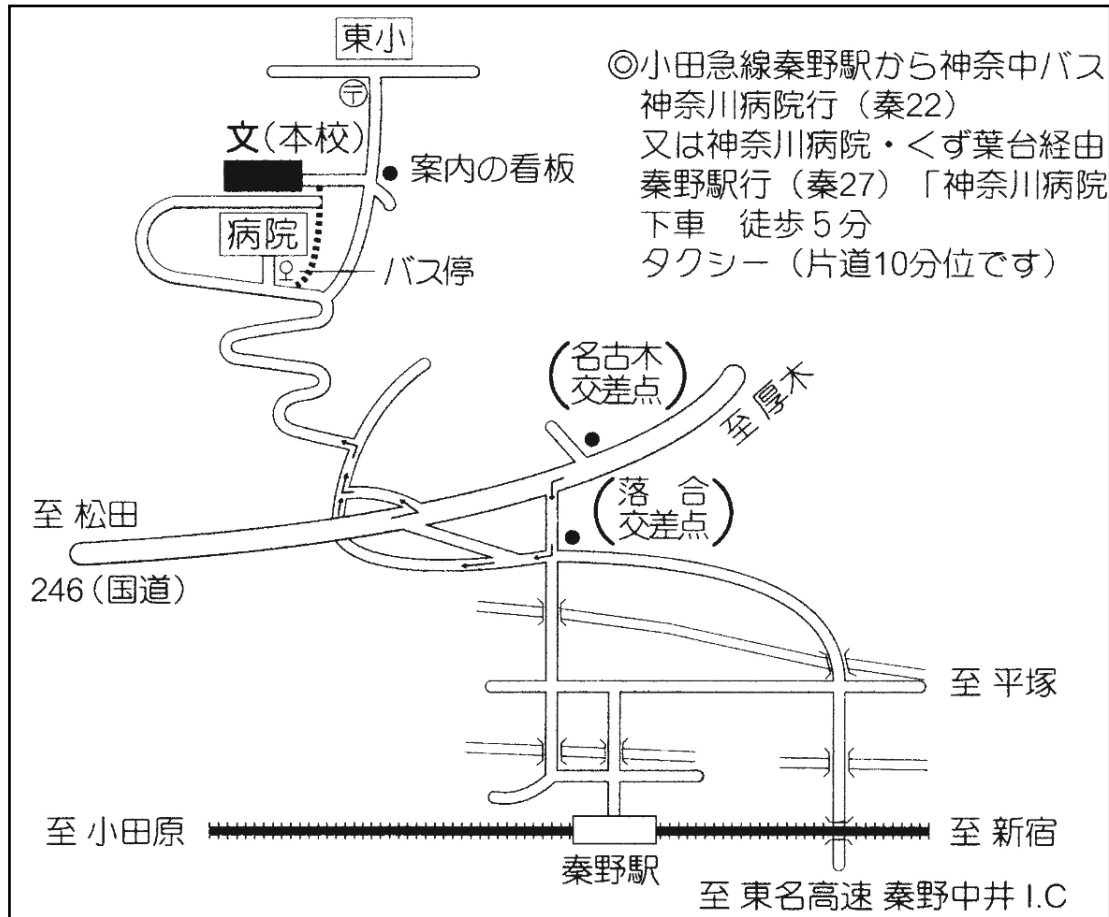 東小
〒
文(本校)
案内の看板
病院
バス停
◎小田急線秦野駅から神奈中バス
神奈川病院行（秦22）
又は神奈川病院・くず葉台経由
秦野駅行（秦27）「神奈川病院
下車　徒歩５分
タクシー（片道10分位です）
(名古木
交差点)
至 厚木
(落　合
交差点)
至 松田
246（国道）
至 平塚
至 小田原
秦野駅
至 新宿
至 東名高速 秦野中井 I.C